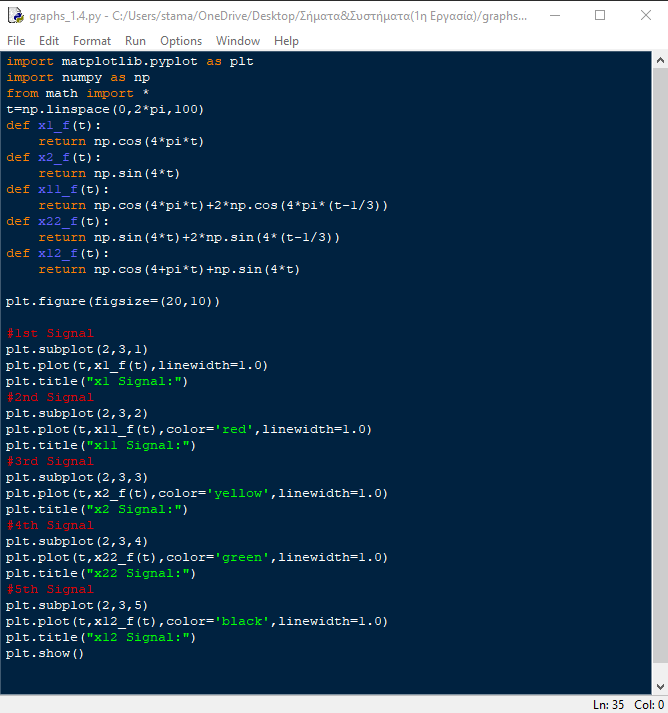 graphs_1.4.py - C:/Users/stama/OneDrive/Desktop/Σήματα&Συστήματα(1η Εργασία)/graphs...
File Edit Format Run Options Window Help
import matplotlib.pyplot as plt
import numpy as np
from math import *
t=np.linspace(0,2*pi,100)
def x1_f(t):
    return np.cos(4*pi*t)
def x2_f(t):
    return np.sin(4*t)
def x11_f(t):
    return np.cos(4*pi*t)+2*np.cos(4*pi*(t-1/3))
def x22_f(t):
    return np.sin(4*t)+2*np.sin(4*(t-1/3))
def x12_f(t):
    return np.cos(4+pi*t)+np.sin(4*t)
plt.figure(figsize=(20,10))
#1st Signal
plt.subplot(2,3,1)
plt.plot(t,x1_f(t),linewidth=1.0)
plt.title("x1 Signal:")
#2nd Signal
plt.subplot(2,3,2)
plt.plot(t,x11_f(t),color='red',linewidth=1.0)
plt.title("x11 Signal:")
#3rd Signal
plt.subplot(2,3,3)
plt.plot(t,x2_f(t),color='yellow',linewidth=1.0)
plt.title("x2 Signal:")
#4th Signal
plt.subplot(2,3,4)
plt.plot(t,x22_f(t),color='green',linewidth=1.0)
plt.title("x22 Signal:")
#5th Signal
plt.subplot(2,3,5)
plt.plot(t,x12_f(t),color='black',linewidth=1.0)
plt.title("x12 Signal:")
plt.show()
Ln: 35 Col: 0